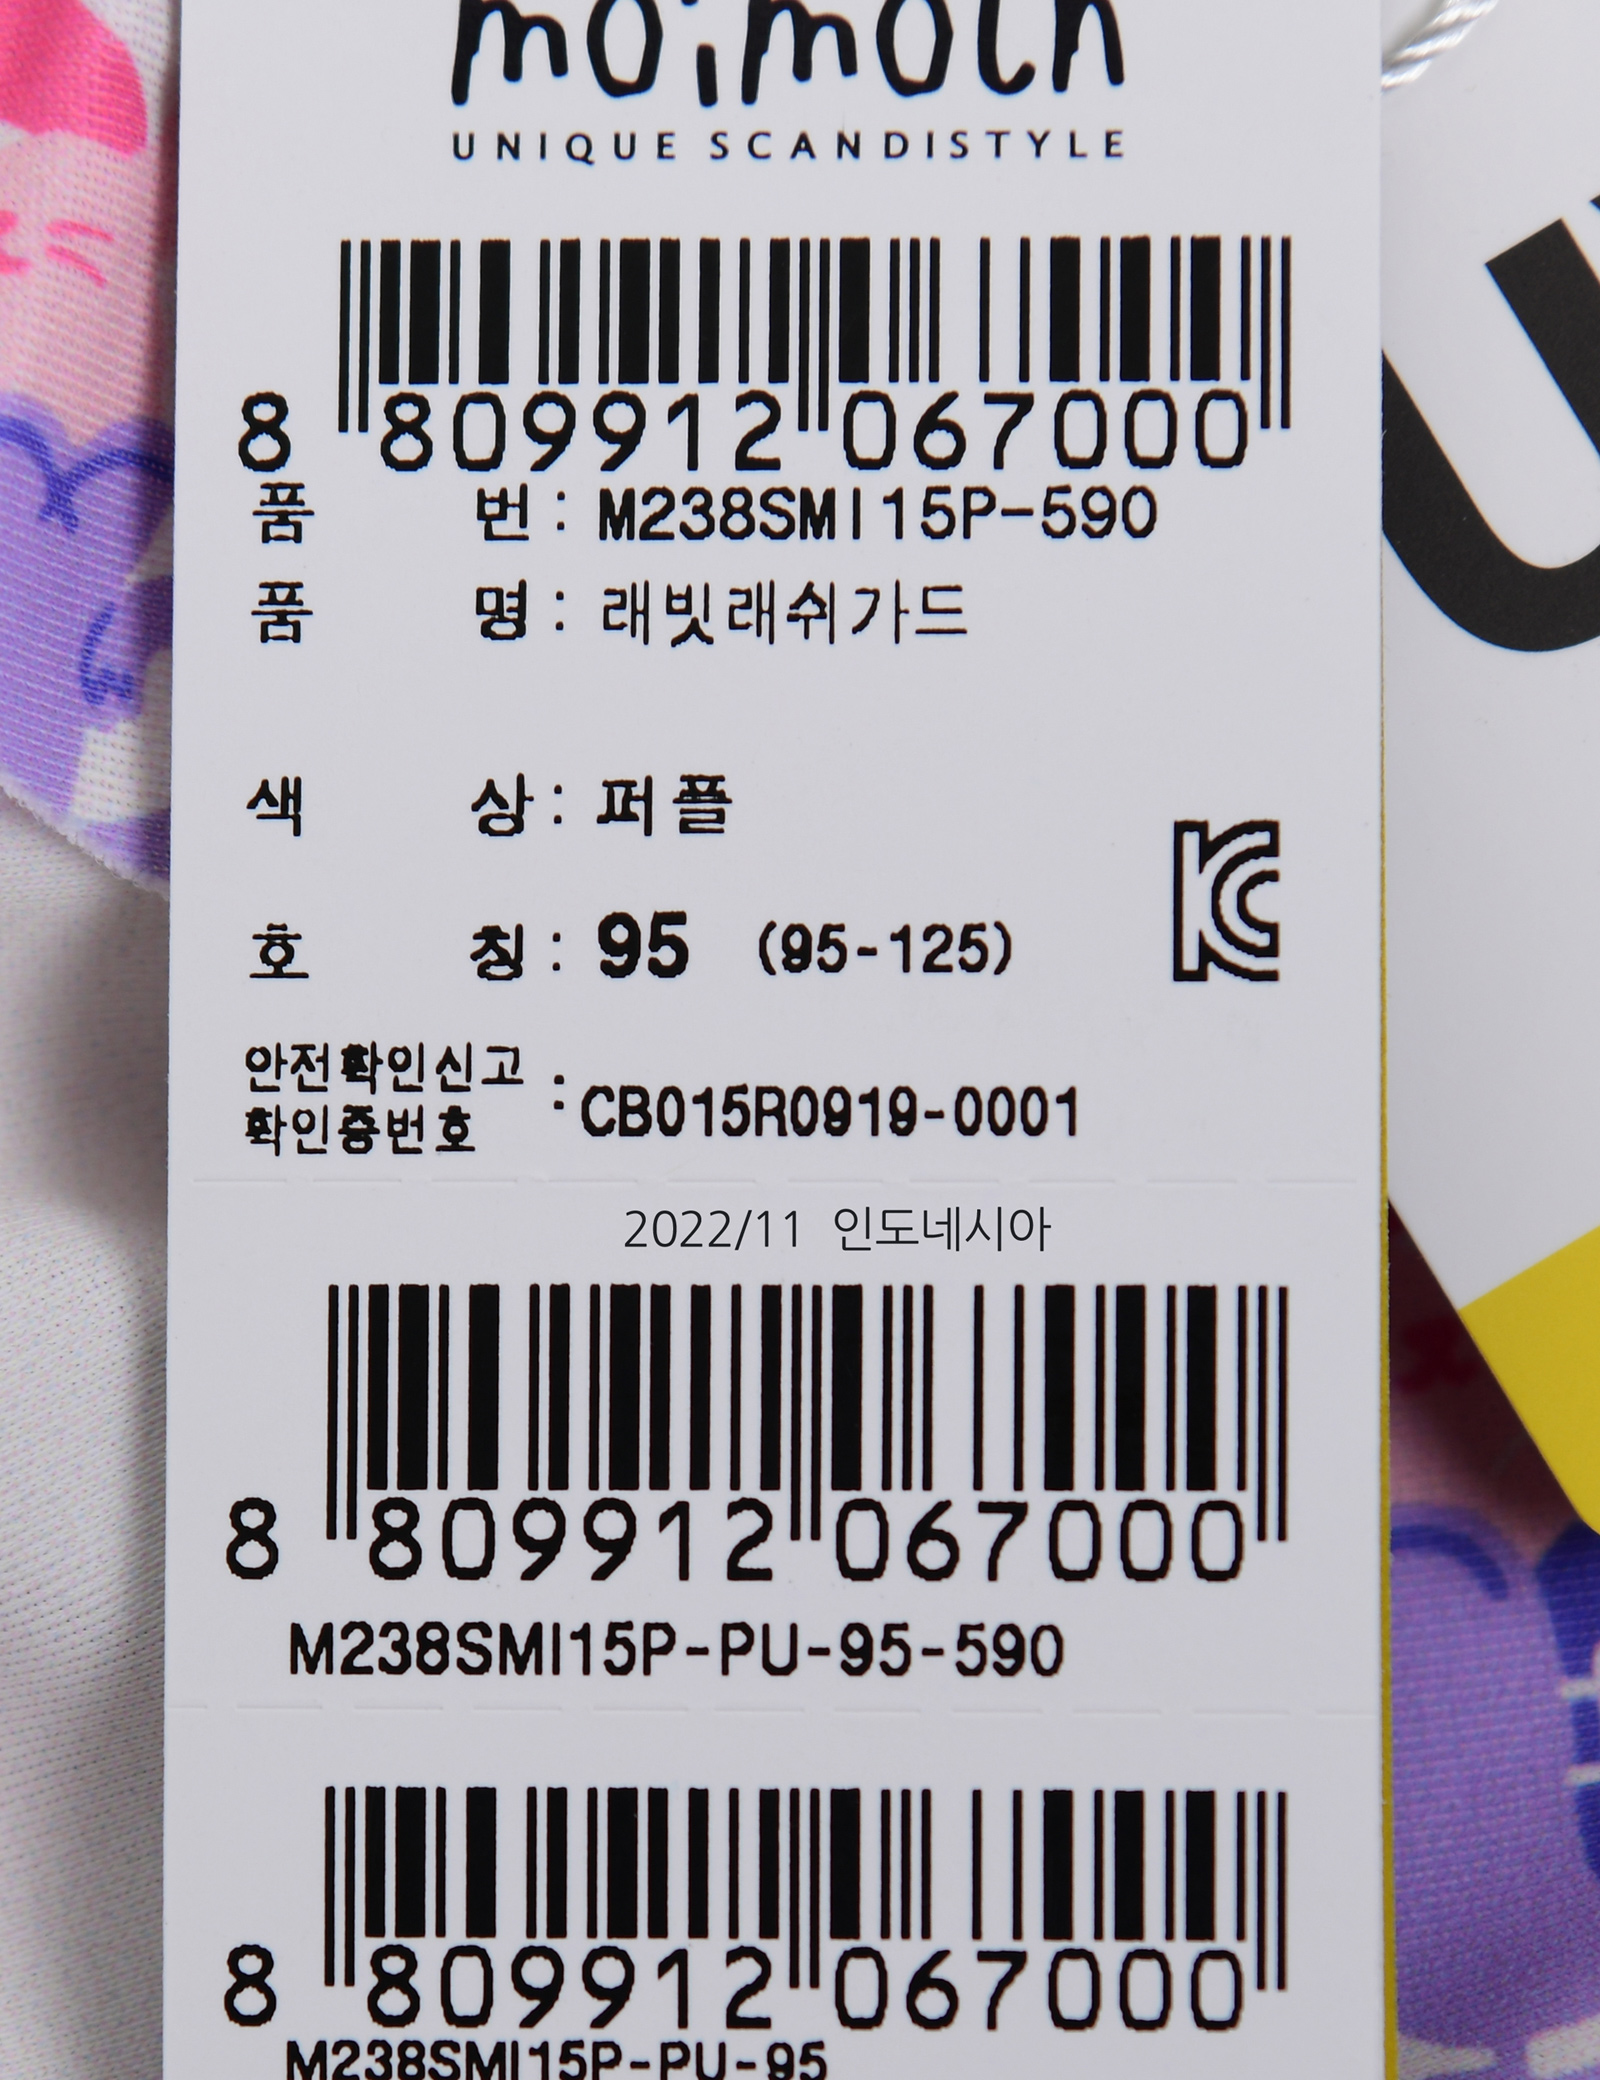 moimoln
UNIQUE SCANDISTYLE
8 809912 067000
품 번 : M238SMI15P-590
품 명 : 래빗래쉬가드
색 상 : 퍼플
호 칭 : 95 (95-125)
안전확인신고
확인증번호 : CB015R0919-0001
2022/11 인도네시아
8 809912 067000
M238SMI15P-PU-95-590
8 809912 067000
M238SMI15P-PU-95